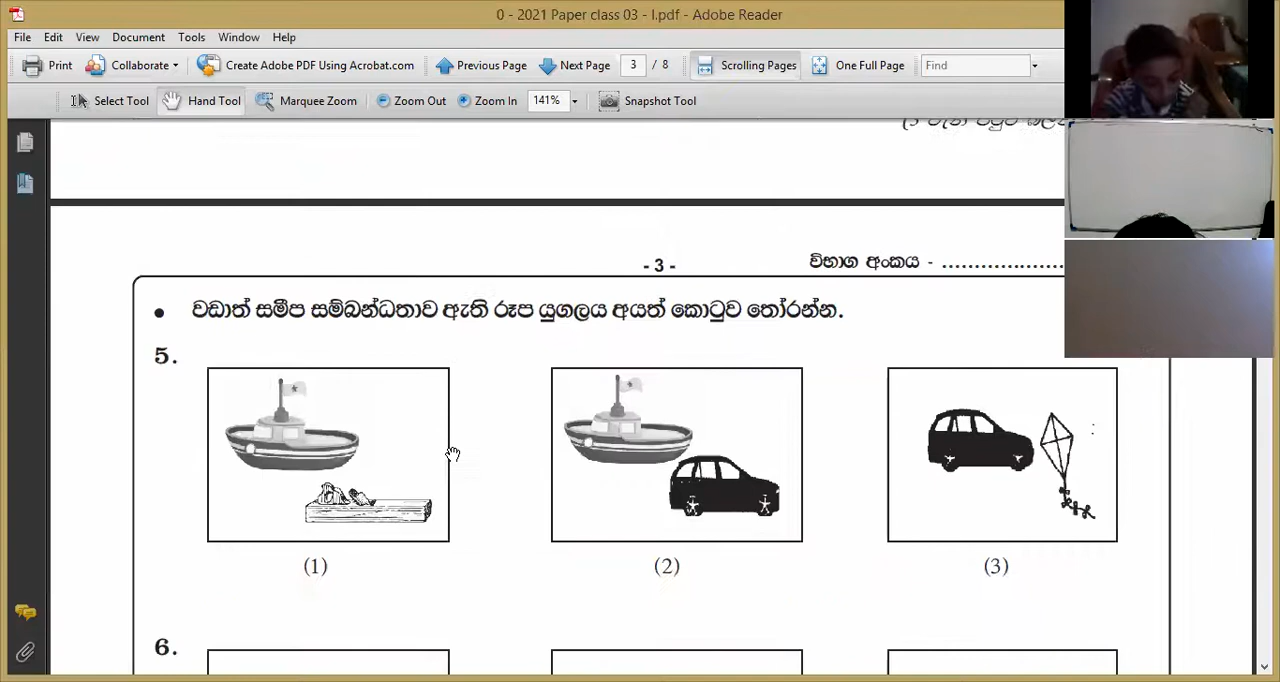 0 - 2021 Paper class 03 - I.pdf - Adobe Reader
File Edit View Document Tools Window Help
Print Collaborate Create Adobe PDF Using Acrobat.com Previous Page Next Page 3 / 8 Scrolling Pages One Full Page Find
Select Tool Hand Tool Marquee Zoom Zoom Out Zoom In 141% Snapshot Tool
- 3 - විභාග අංකය - ........................
• වඩාත් සමීප සම්බන්ධතාව ඇති රූප යුගලය අයත් කොටුව තෝරන්න.
5.
(1) (2) (3)
6.